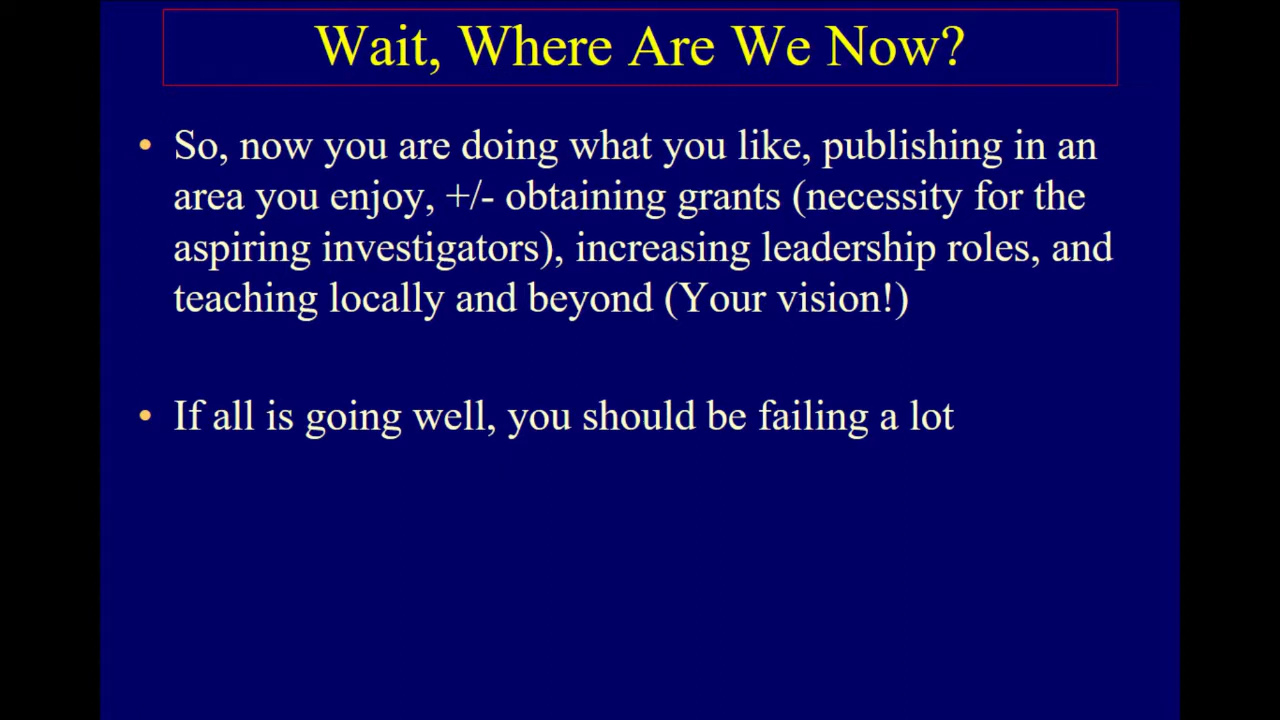 Wait, Where Are We Now?
• So, now you are doing what you like, publishing in an
area you enjoy, +/- obtaining grants (necessity for the
aspiring investigators), increasing leadership roles, and
teaching locally and beyond (Your vision!)
• If all is going well, you should be failing a lot